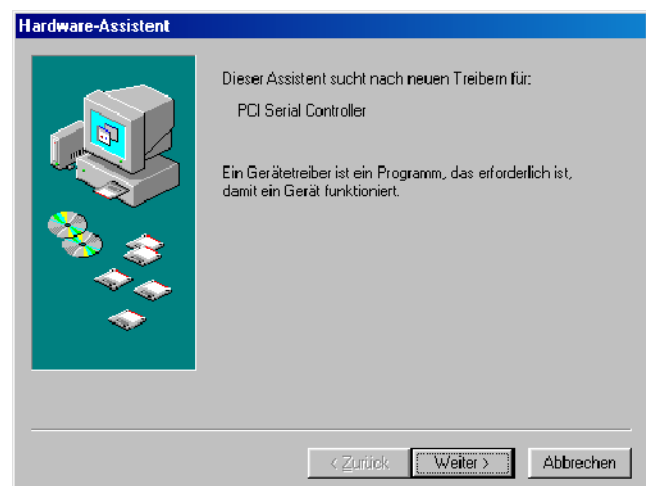 Hardware-Assistent
Dieser Assistent sucht nach neuen Treibern für:
PCI Serial Controller
Ein Gerätetreiber ist ein Programm, das erforderlich ist,
damit ein Gerät funktioniert.
< Zurück
Weiter >
Abbrechen